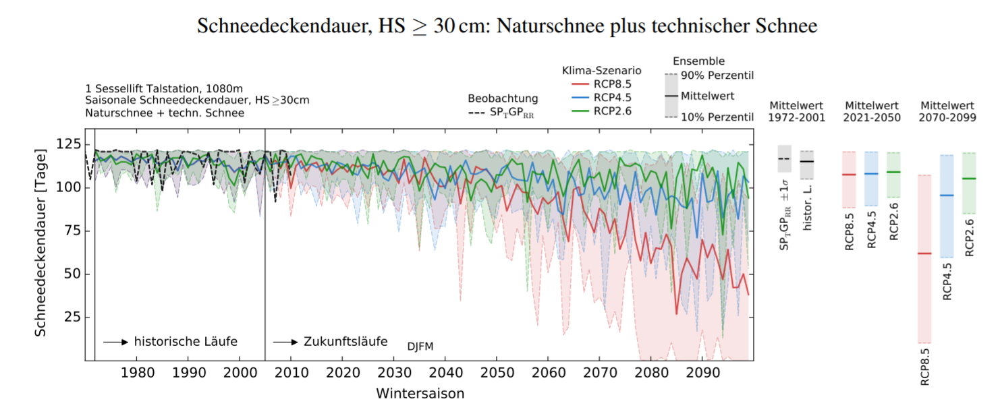 Schneedeckendauer, HS ≥ 30 cm: Naturschnee plus technischer Schnee
1 Sessellift Talstation, 1080m
Saisonale Schneedeckendauer, HS ≥30cm
Naturschnee + techn. Schnee
Beobachtung
SP_TGP_RR
Klima-Szenario
RCP8.5
RCP4.5
RCP2.6
Ensemble
90% Perzentil
Mittelwert
10% Perzentil
Mittelwert
1972-2001
Mittelwert
2021-2050
Mittelwert
2070-2099
Schneedeckendauer [Tage]
125
100
75
50
25
historische Läufe
Zukunftsläufe
DJFM
1980
1990
2000
2010
2020
2030
2040
2050
2060
2070
2080
2090
Wintersaison
SP_TGP_RR ± 1σ
histor. L.
RCP8.5
RCP4.5
RCP2.6
RCP8.5
RCP4.5
RCP2.6